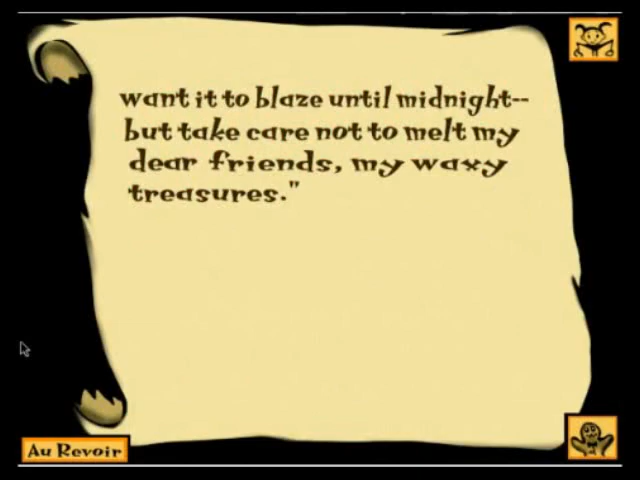 want it to blaze until midnight--
but take care not to melt my
dear friends, my waxy
treasures."
Au Revoir